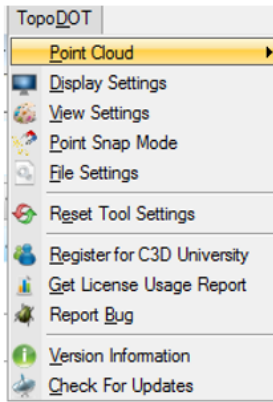 TopoDOT
Point Cloud
Display Settings
View Settings
Point Snap Mode
File Settings
Reset Tool Settings
Register for C3D University
Get License Usage Report
Report Bug
Version Information
Check For Updates